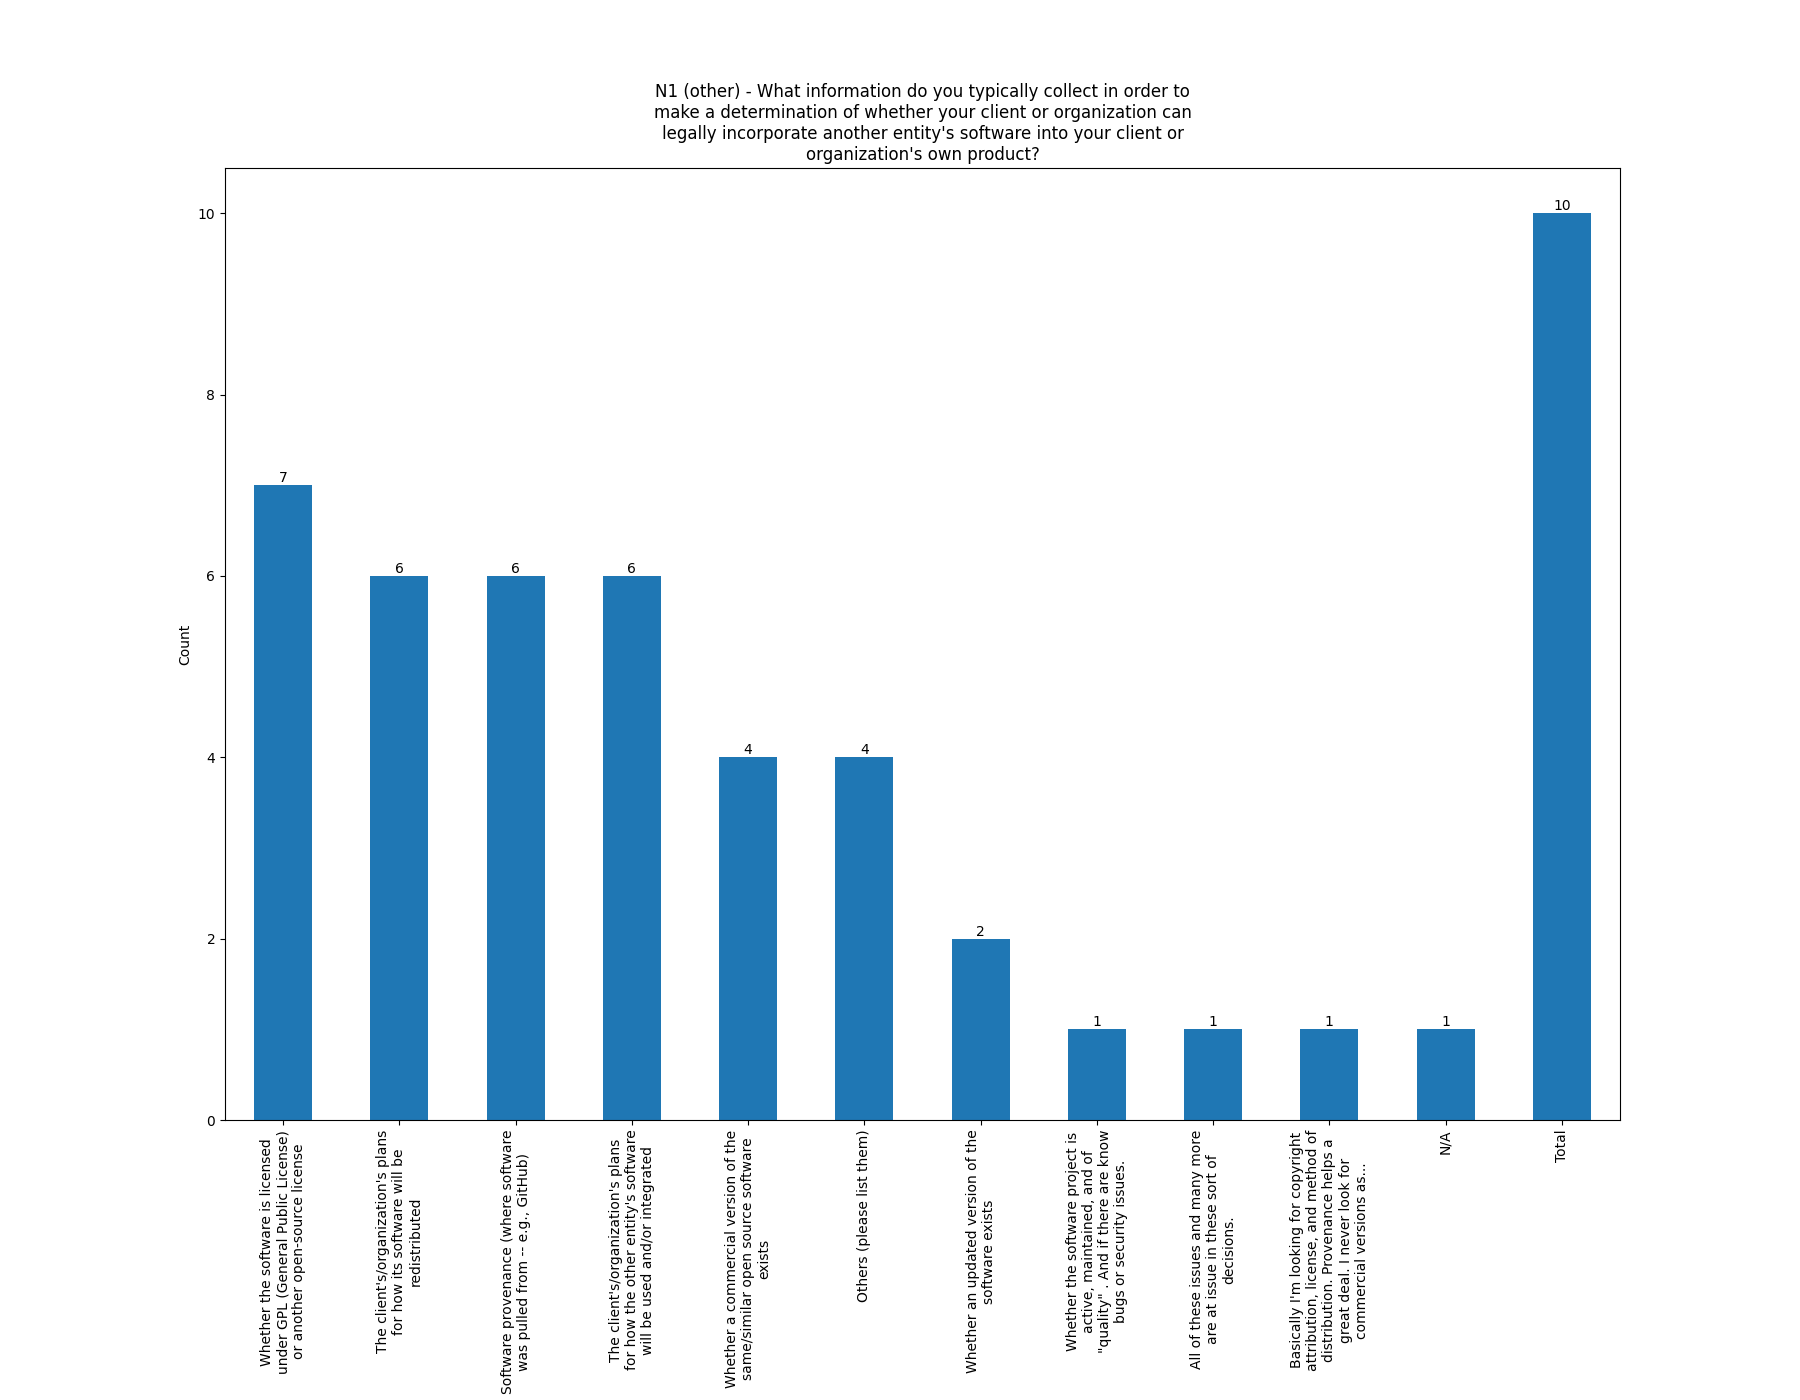 N1 (other) - What information do you typically collect in order to
make a determination of whether your client or organization can
legally incorporate another entity's software into your client or
organization's own product?
10
8
6
4
2
0
Count
7
6
6
6
4
4
2
1
1
1
1
10
Whether the software is licensed
under GPL (General Public License)
or another open-source license
The client's/organization's plans
for how its software will be
redistributed
Software provenance (where software
was pulled from -- e.g., GitHub)
The client's/organization's plans
for how the other entity's software
will be used and/or integrated
Whether a commercial version of the
same/similar open source software
exists
Others (please list them)
Whether an updated version of the
software exists
Whether the software project is
active, maintained, and of
"quality" . And if there are know
bugs or security issues.
All of these issues and many more
are at issue in these sort of
decisions.
Basically I'm looking for copyright
attribution, license, and method of
distribution. Provenance helps a
great deal. I never look for
commercial versions as...
N/A
Total